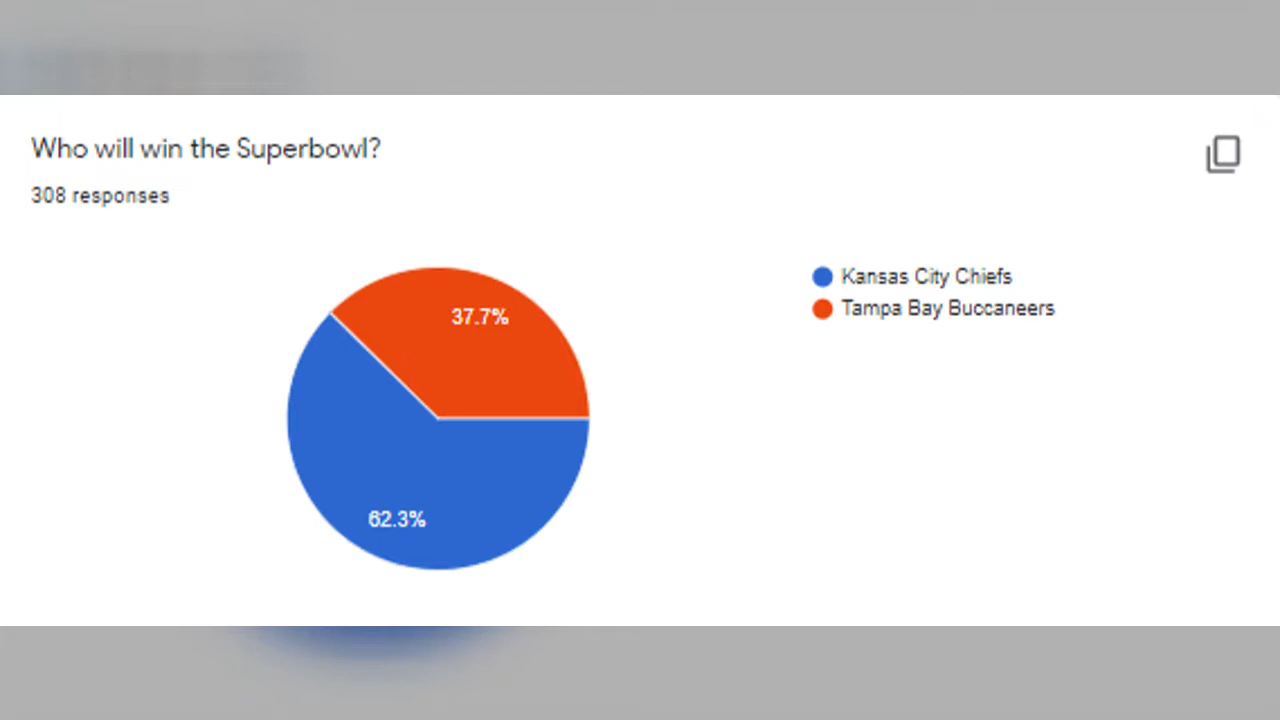 Who will win the Superbowl?
308 responses
37.7%
62.3%
Kansas City Chiefs
Tampa Bay Buccaneers